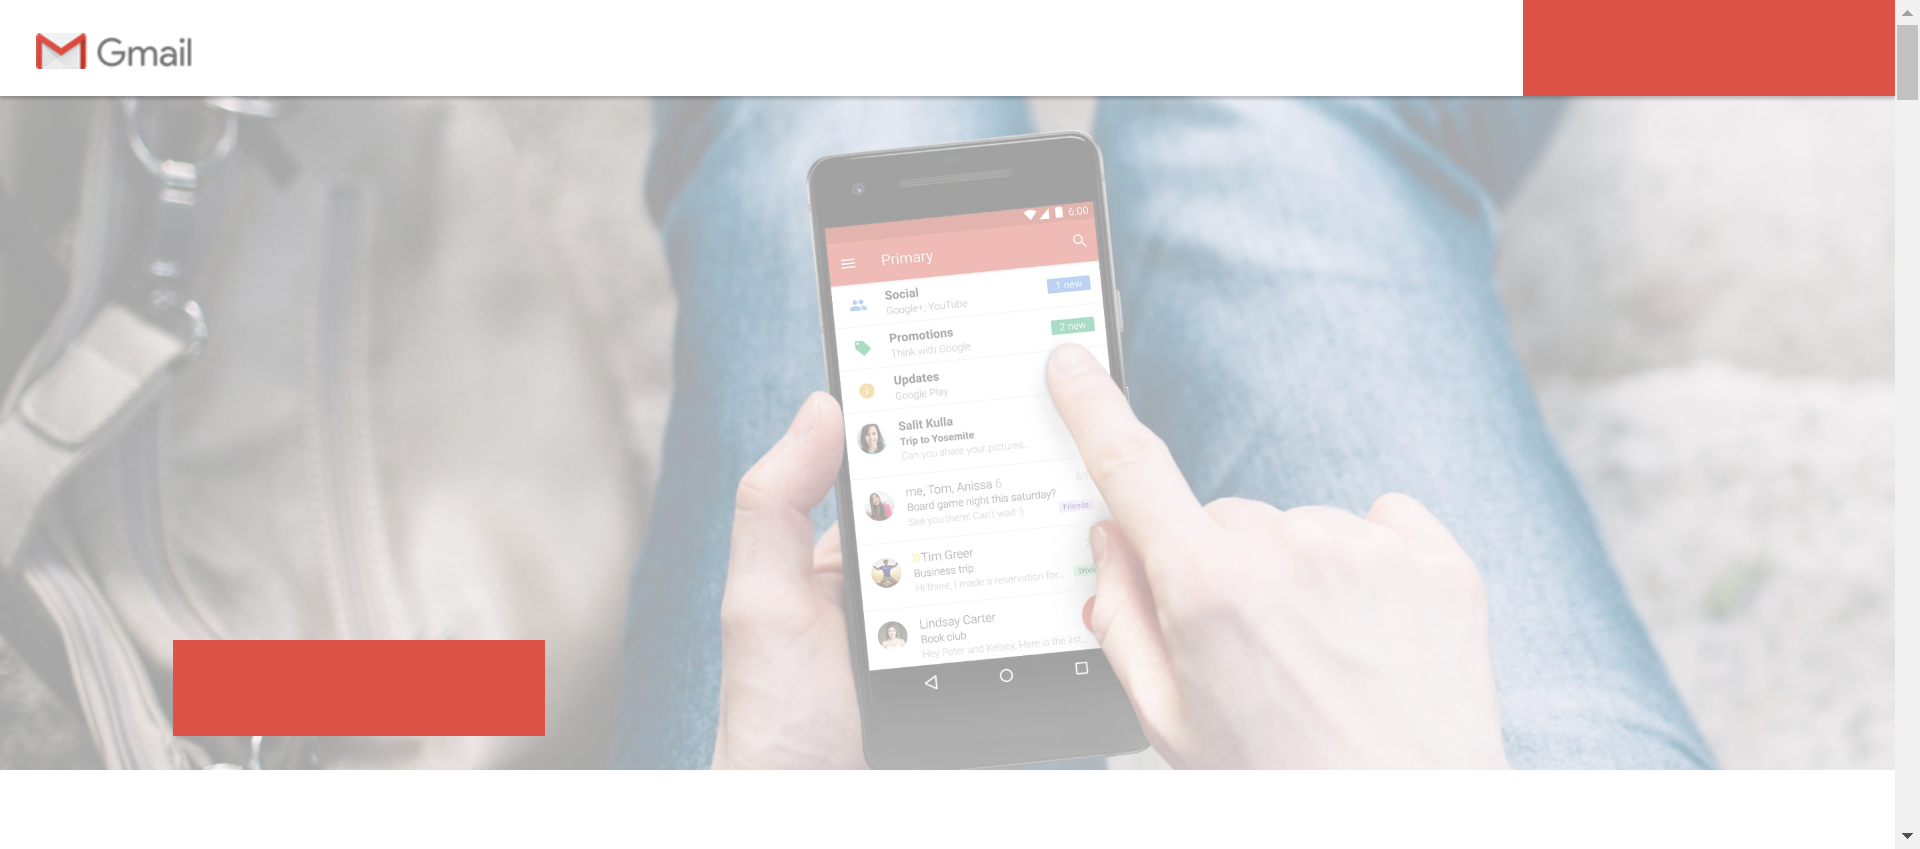 Gmail
6:00
Primary
Social
1 new
Google+, YouTube
Promotions
2 new
Think with Google
Updates
Google Play
Salit Kulla
Trip to Yosemite
Can you share your pictures...
me, Tom, Anissa 6
Board game night this saturday?
See you there! Can't wait :)
Friends
Tim Greer
Business trip
Hi there, i made a reservation for...
Work
Lindsay Carter
Book club
Hey Peter and Kelsey, Here is the list...